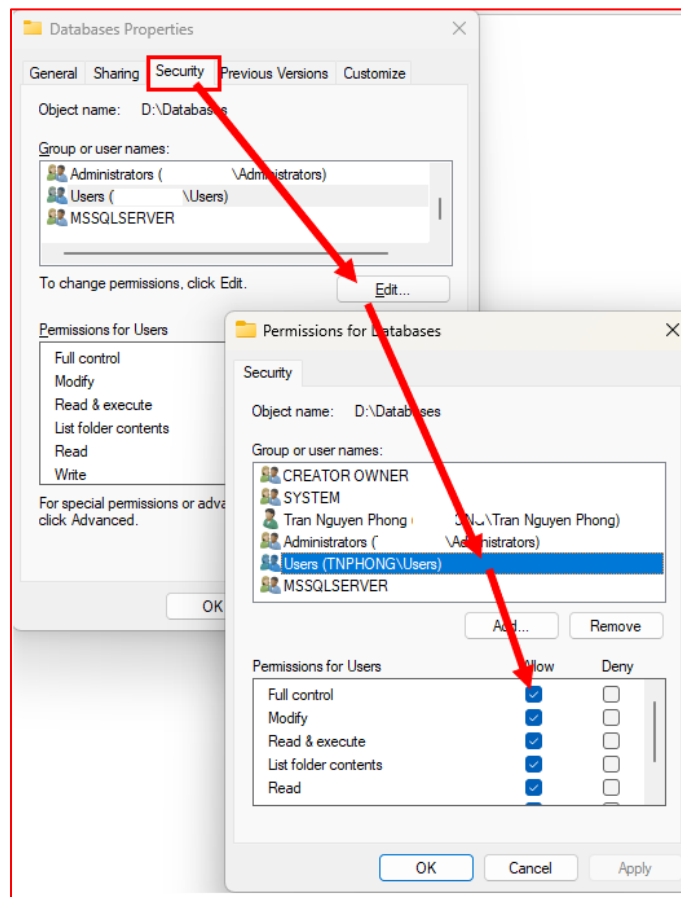 Databases Properties
General Sharing Security Previous Versions Customize
Object name: D:\Databases
Group or user names:
Administrators ( \Administrators)
Users ( \Users)
MSSQLSERVER
To change permissions, click Edit.
Edit...
Permissions for Users
Full control
Modify
Read & execute
List folder contents
Read
Write
For special permissions or adva
click Advanced.
OK
Permissions for Databases
Security
Object name: D:\Databases
Group or user names:
CREATOR OWNER
SYSTEM
Tran Nguyen Phong ( \Tran Nguyen Phong)
Administrators ( \Administrators)
Users (TNPHONG\Users)
MSSQLSERVER
Add... Remove
Permissions for Users Allow Deny
Full control
Modify
Read & execute
List folder contents
Read
OK Cancel Apply